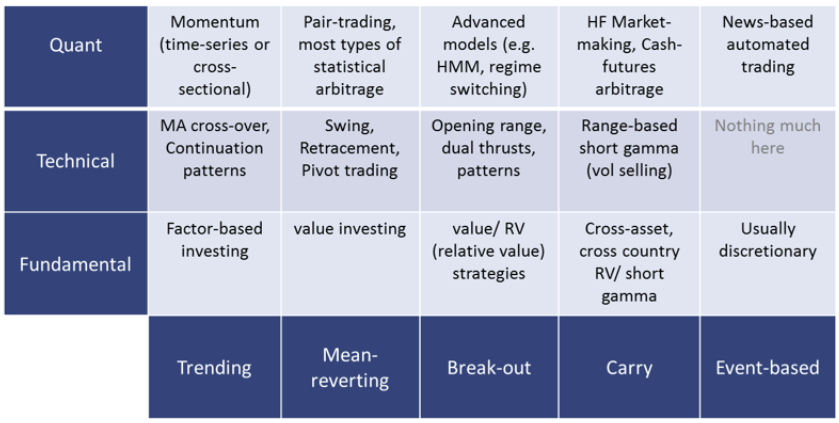 Quant
Momentum
(time-series or
cross-
sectional)
Pair-trading,
most types of
statistical
arbitrage
Advanced
models (e.g.
HMM, regime
switching)
HF Market-
making, Cash-
futures
arbitrage
News-based
automated
trading
Technical
MA cross-over,
Continuation
patterns
Swing,
Retracement,
Pivot trading
Opening range,
dual thrusts,
patterns
Range-based
short gamma
(vol selling)
Nothing much
here
Fundamental
Factor-based
investing
value investing
value/ RV
(relative value)
strategies
Cross-asset,
cross country
RV/ short
gamma
Usually
discretionary
Trending
Mean-
reverting
Break-out
Carry
Event-based